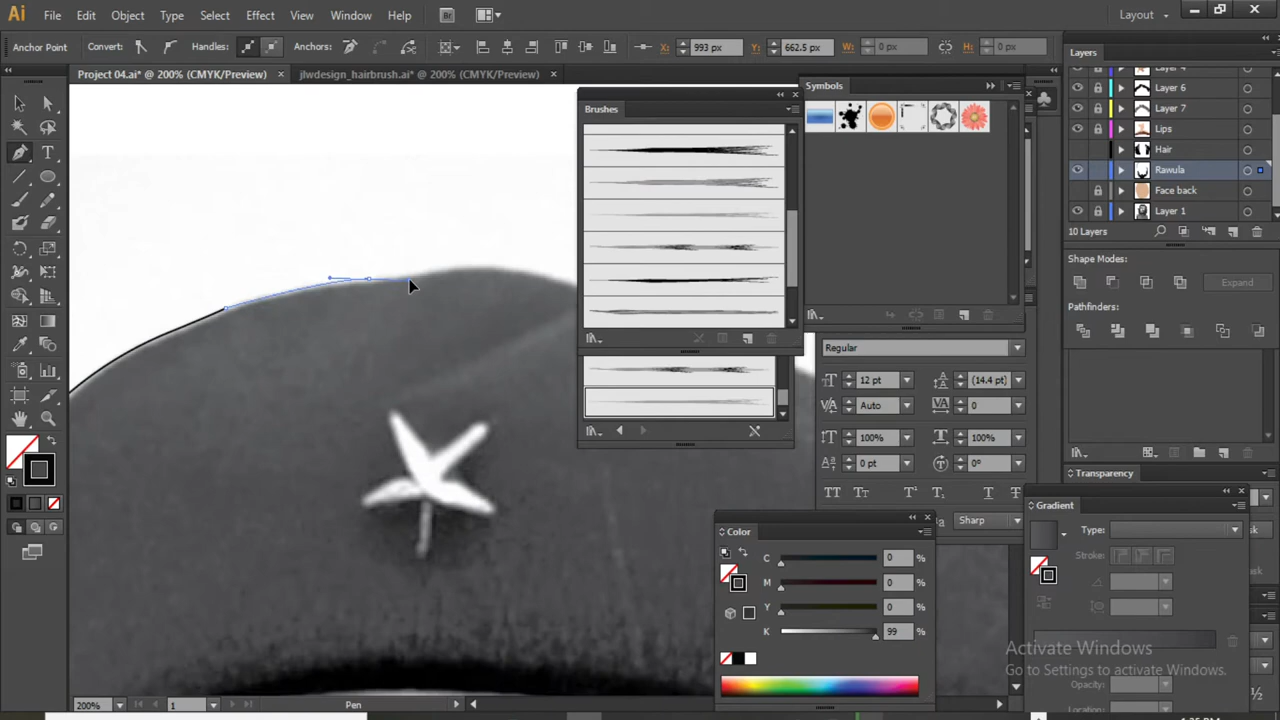 Ai File Edit Object Type Select Effect View Window Help Br Layout
Anchor Point Convert: Handles: Anchors: X: 993 px Y: 662.5 px W: 0 px H: 0 px
Project 04.ai* @ 200% (CMYK/Preview) jlwdesign_hairbrush.ai* @ 200% (CMYK/Preview)
Layers
Symbols
Brushes
Layer 6
Layer 7
Lips
Hair
Rawula
Face back
Layer 1
10 Layers
Shape Modes:
Expand
Pathfinders:
Regular
12 pt (14.4 pt)
Auto 0
100% 100%
0 pt 0°
Transparency
Sharp
Gradient
Type:
Stroke:
Color
C 0 %
M 0 %
Y 0 %
K 99 %
Opacity:
Location:
Activate Windows
Go to Settings to activate Windows.
200% 1 Pen